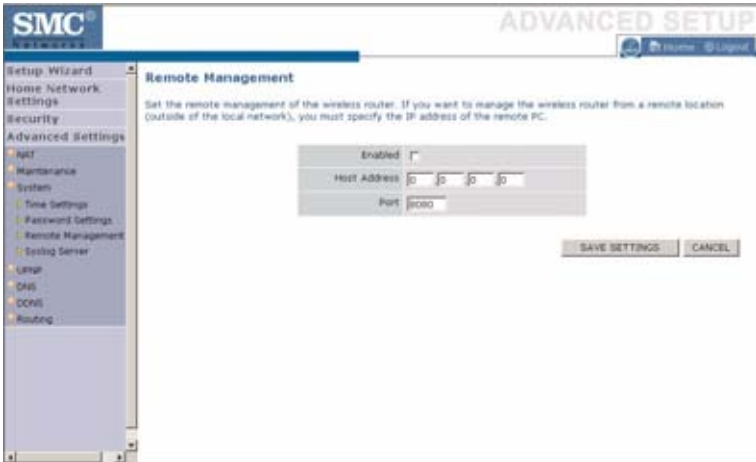 SMC®
Networks
ADVANCED SETUP
Home Logout
Setup Wizard
Home Network
Settings
Security
Advanced Settings
NAT
Maintenance
System
Time Settings
Password Settings
Remote Management
Syslog Server
UPNP
DNS
DDNS
Routing
Remote Management
Set the remote management of the wireless router. If you want to manage the wireless router from a remote location
(outside of the local network), you must specify the IP address of the remote PC.
Enabled
Host Address 0 .0 .0 .0
Port 8080
SAVE SETTINGS CANCEL